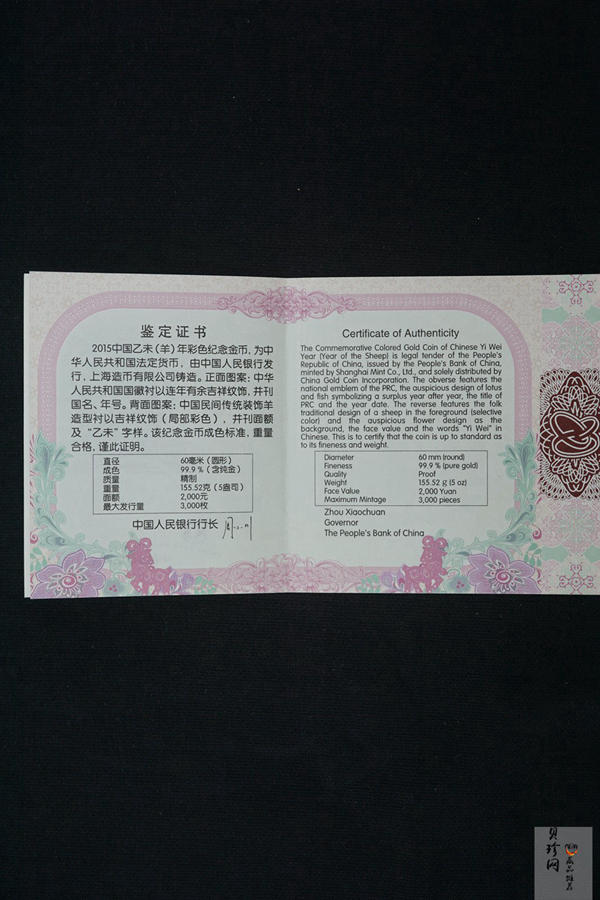 鉴定证书
2015中国乙未（羊）年彩色纪念金币，为中
华人民共和国法定货币，由中国人民银行发
行，上海造币有限公司铸造。正面图案：中华
人民共和国国徽衬以连年有余吉祥纹饰，并刊
国名、年号。背面图案：中国民间传统装饰羊
造型衬以吉祥纹饰（局部彩色），并刊面额
及“乙未”字样。该纪念金币成色标准，重量
合格，谨此证明。
直径 60毫米（圆形）
成色 99.9％（含纯金）
质量 精制
重量 155.52克（5盎司）
面额 2,000元
最大发行量 3,000枚
中国人民银行行长
Certificate of Authenticity
The Commemorative Colored Gold Coin of Chinese Yi Wei
Year (Year of the Sheep) is legal tender of the People's
Republic of China, issued by the People's Bank of China,
minted by Shanghai Mint Co., Ltd., and solely distributed by
China Gold Coin Incorporation. The obverse features the
national emblem of the PRC, the auspicious design of lotus
and fish symbolizing a surplus year after year, the title of
PRC and the year date. The reverse features the folk
traditional design of a sheep in the foreground (selective
color) and the auspicious flower design as the
background, the face value and the words "Yi Wei" in
Chinese. This is to certify that the coin is up to standard as
to its fineness and weight.
Diameter 60 mm (round)
Fineness 99.9 % (pure gold)
Quality Proof
Weight 155.52 g (5 oz)
Face Value 2,000 Yuan
Maximum Mintage 3,000 pieces
Zhou Xiaochuan
Governor
The People's Bank of China
贝珍网